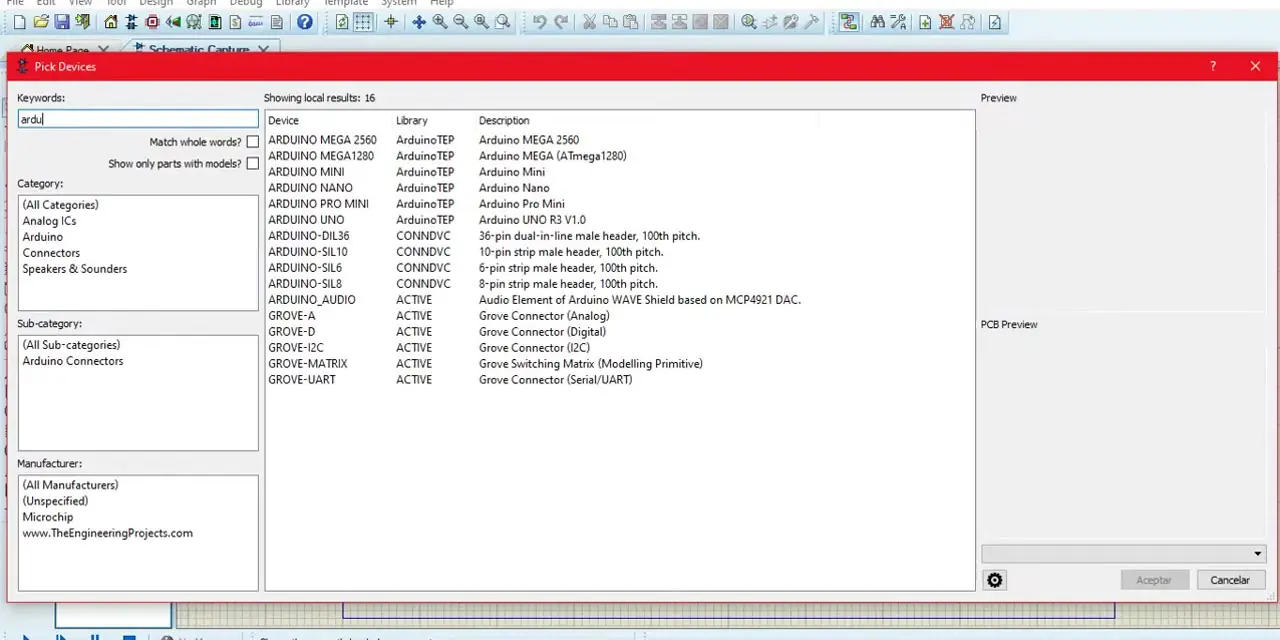 File Edit View Tool Design Graph Debug Library Template System Help
Home Page Schematic Capture
Pick Devices ?
Keywords:
ardu
Match whole words?
Show only parts with models?
Category:
(All Categories)
Analog ICs
Arduino
Connectors
Speakers & Sounders
Sub-category:
(All Sub-categories)
Arduino Connectors
Manufacturer:
(All Manufacturers)
(Unspecified)
Microchip
www.TheEngineeringProjects.com
Showing local results: 16
Device Library Description
ARDUINO MEGA 2560 ArduinoTEP Arduino MEGA 2560
ARDUINO MEGA1280 ArduinoTEP Arduino MEGA (ATmega1280)
ARDUINO MINI ArduinoTEP Arduino Mini
ARDUINO NANO ArduinoTEP Arduino Nano
ARDUINO PRO MINI ArduinoTEP Arduino Pro Mini
ARDUINO UNO ArduinoTEP Arduino UNO R3 V1.0
ARDUINO-DIL36 CONNDVC 36-pin dual-in-line male header, 100th pitch.
ARDUINO-SIL10 CONNDVC 10-pin strip male header, 100th pitch.
ARDUINO-SIL6 CONNDVC 6-pin strip male header, 100th pitch.
ARDUINO-SIL8 CONNDVC 8-pin strip male header, 100th pitch.
ARDUINO_AUDIO ACTIVE Audio Element of Arduino WAVE Shield based on MCP4921 DAC.
GROVE-A ACTIVE Grove Connector (Analog)
GROVE-D ACTIVE Grove Connector (Digital)
GROVE-I2C ACTIVE Grove Connector (I2C)
GROVE-MATRIX ACTIVE Grove Switching Matrix (Modelling Primitive)
GROVE-UART ACTIVE Grove Connector (Serial/UART)
Preview
PCB Preview
Aceptar Cancelar